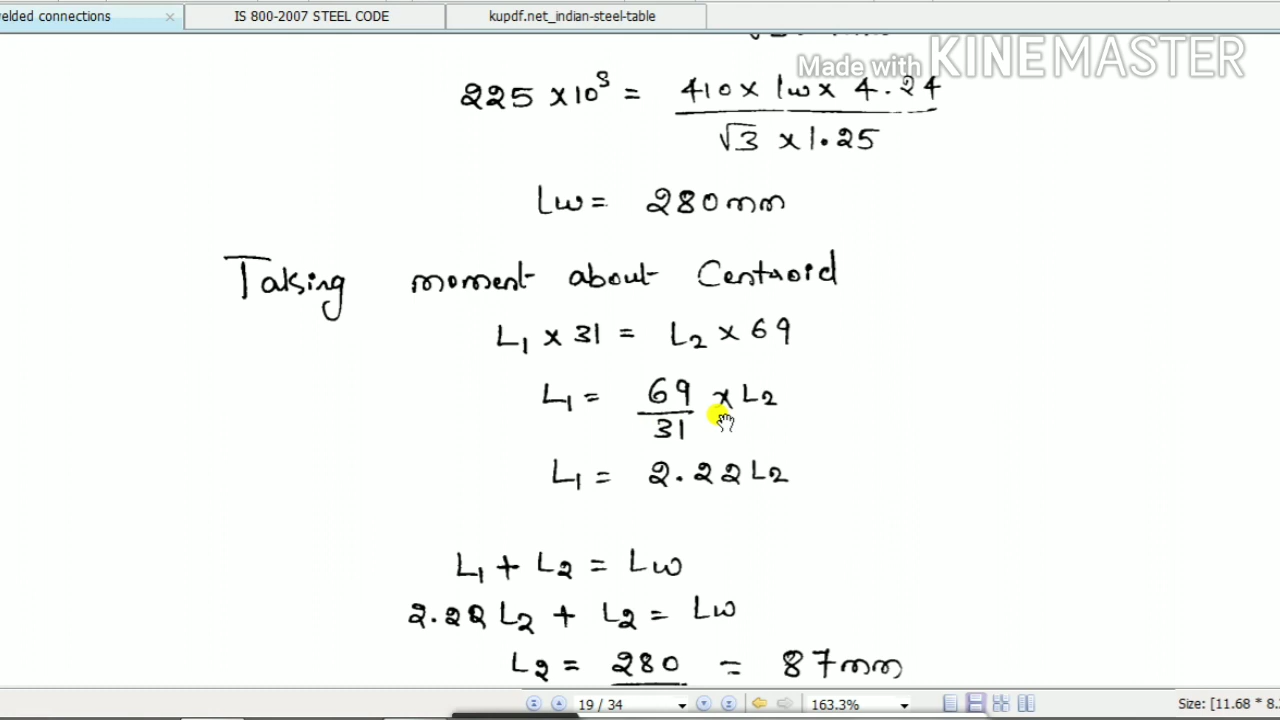 elded connections
IS 800-2007 STEEL CODE
kupdf.net_indian-steel-table
Made with KINEMASTER
225 ×10³ = 410 × lw × 4.24
√3 × 1.25
Lw = 280mm
Taking moment about Centroid
L₁ × 31 = L₂ × 69
L₁ = 69 × L₂
31
L₁ = 2.22 L₂
L₁ + L₂ = Lw
2.22 L₂ + L₂ = Lw
L₂ = 280 = 87mm
19 / 34
163.3%
Size: [11.68 × 8.